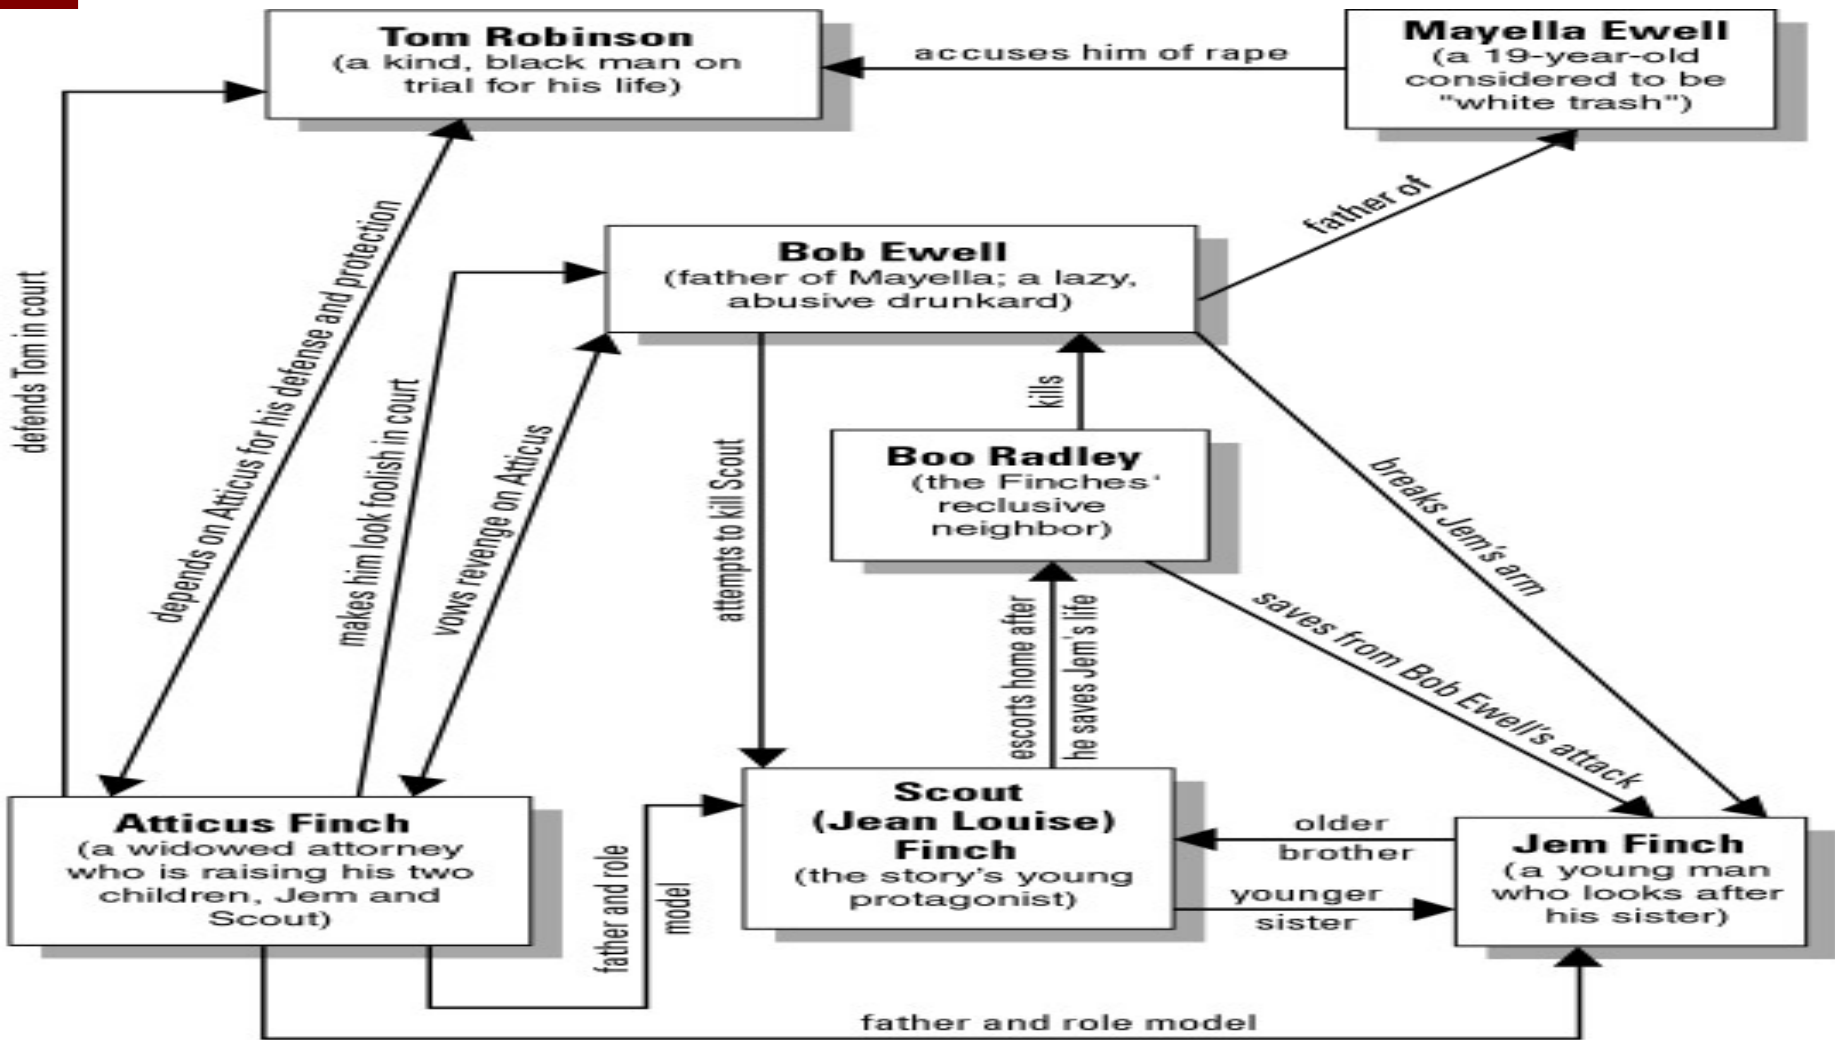 Tom Robinson
(a kind, black man on
trial for his life)
accuses him of rape
Mayella Ewell
(a 19-year-old
considered to be
"white trash")
father of
Bob Ewell
(father of Mayella; a lazy,
abusive drunkard)
defends Tom in court
depends on Atticus for his defense and protection
makes him look foolish in court
vows revenge on Atticus
attempts to kill Scout
kills
Boo Radley
(the Finches'
reclusive
neighbor)
breaks Jem's arm
saves from Bob Ewell's attack
escorts home after
he saves Jem's life
Atticus Finch
(a widowed attorney
who is raising his two
children, Jem and
Scout)
father and role
model
Scout
(Jean Louise)
Finch
(the story's young
protagonist)
older
brother
younger
sister
Jem Finch
(a young man
who looks after
his sister)
father and role model